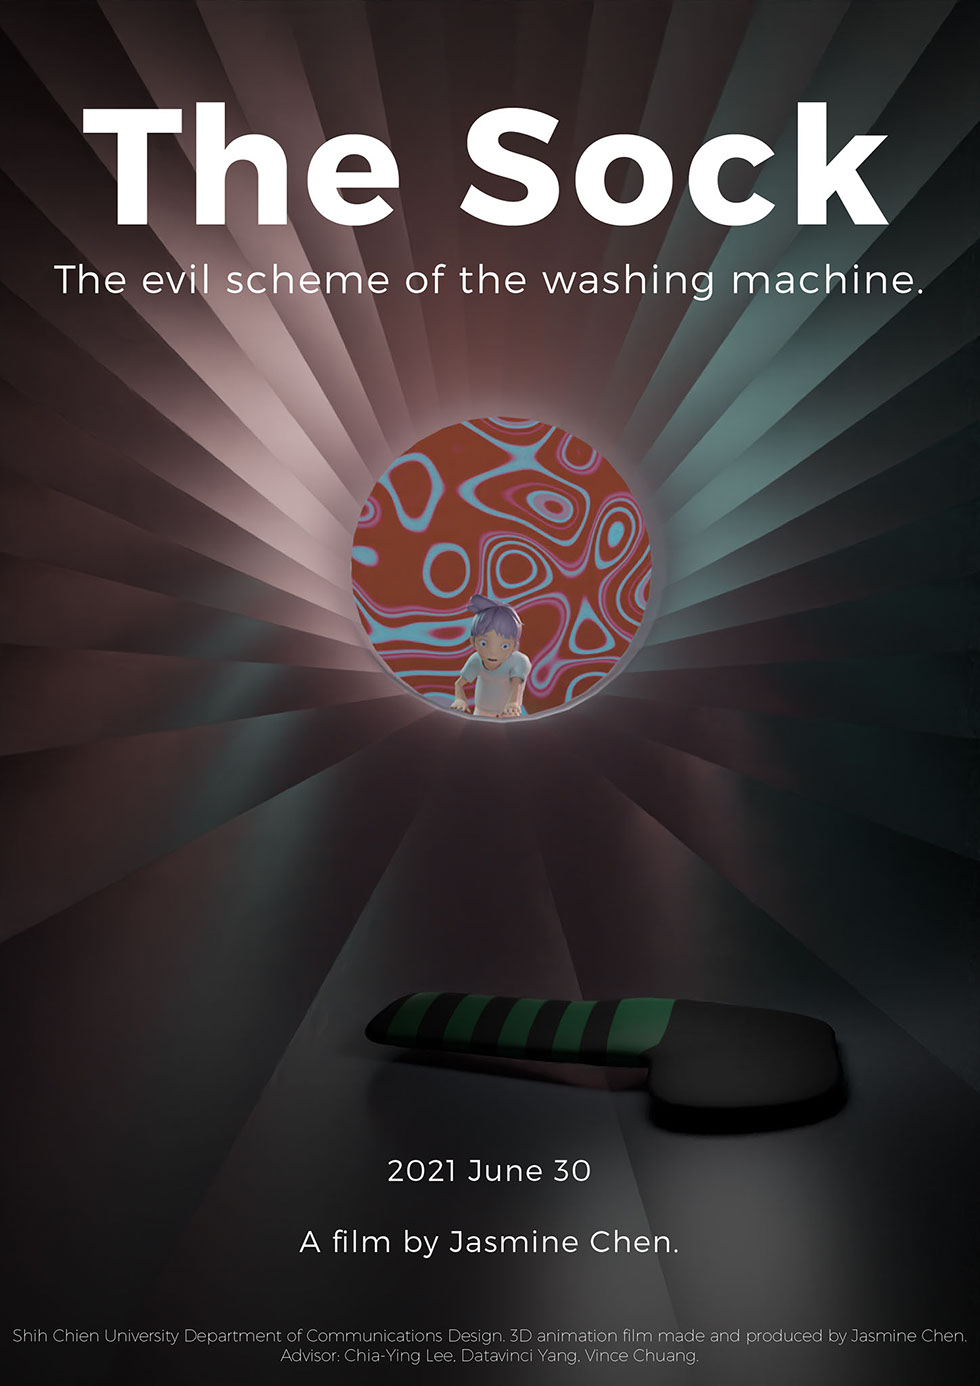 The Sock
The evil scheme of the washing machine.
2021 June 30
A film by Jasmine Chen.
Shih Chien University Department of Communications Design. 3D animation film made and produced by Jasmine Chen.
Advisor: Chia-Ying Lee, Datavinci Yang, Vince Chuang.